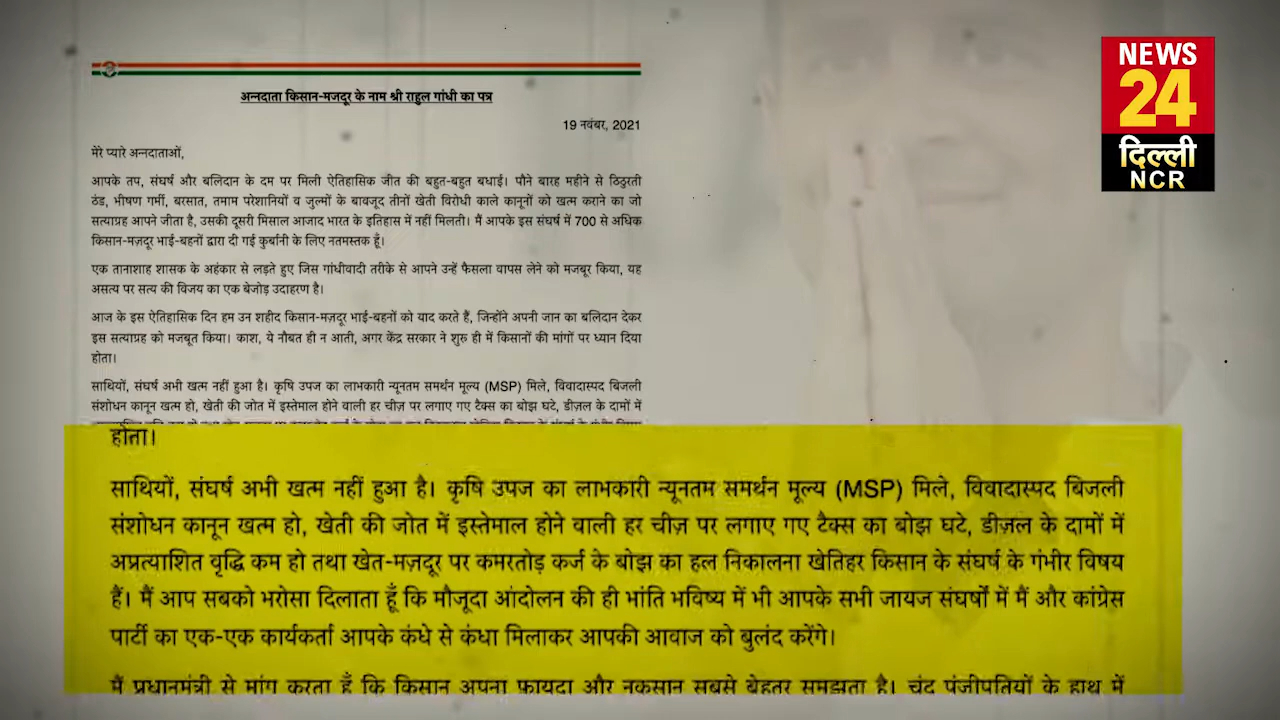 NEWS
24
दिल्ली
NCR
अन्नदाता किसान-मजदूर के नाम श्री राहुल गांधी का पत्र
19 नवंबर, 2021
मेरे प्यारे अन्नदाताओं,
आपके तप, संघर्ष और बलिदान के दम पर मिली ऐतिहासिक जीत की बहुत-बहुत बधाई। पौने बारह महीने से ठिठुरती
ठंड, भीषण गर्मी, बरसात, तमाम परेशानियों व जुल्मों के बावजूद तीनों खेती विरोधी काले कानूनों को खत्म कराने का जो
सत्याग्रह आपने जीता है, उसकी दूसरी मिसाल आजाद भारत के इतिहास में नहीं मिलती। मैं आपके इस संघर्ष में 700 से अधिक
किसान-मज़दूर भाई-बहनों द्वारा दी गई कुर्बानी के लिए नतमस्तक हूँ।
एक तानाशाह शासक के अहंकार से लड़ते हुए जिस गांधीवादी तरीके से आपने उन्हें फैसला वापस लेने को मजबूर किया, यह
असत्य पर सत्य की विजय का एक बेजोड़ उदाहरण है।
आज के इस ऐतिहासिक दिन हम उन शहीद किसान-मज़दूर भाई-बहनों को याद करते हैं, जिन्होंने अपनी जान का बलिदान देकर
इस सत्याग्रह को मजबूत किया। काश, ये नौबत ही न आती, अगर केंद्र सरकार ने शुरु ही में किसानों की मांगों पर ध्यान दिया
होता।
साथियों, संघर्ष अभी खत्म नहीं हुआ है। कृषि उपज का लाभकारी न्यूनतम समर्थन मूल्य (MSP) मिले, विवादास्पद बिजली
संशोधन कानून खत्म हो, खेती की जोत में इस्तेमाल होने वाली हर चीज़ पर लगाए गए टैक्स का बोझ घटे, डीज़ल के दामों में
होता।
साथियों, संघर्ष अभी खत्म नहीं हुआ है। कृषि उपज का लाभकारी न्यूनतम समर्थन मूल्य (MSP) मिले, विवादास्पद बिजली
संशोधन कानून खत्म हो, खेती की जोत में इस्तेमाल होने वाली हर चीज़ पर लगाए गए टैक्स का बोझ घटे, डीज़ल के दामों में
अप्रत्याशित वृद्धि कम हो तथा खेत-मज़दूर पर कमरतोड़ कर्ज के बोझ का हल निकालना खेतिहर किसान के संघर्ष के गंभीर विषय
हैं। मैं आप सबको भरोसा दिलाता हूँ कि मौजूदा आंदोलन की ही भांति भविष्य में भी आपके सभी जायज संघर्षों में मैं और कांग्रेस
पार्टी का एक-एक कार्यकर्ता आपके कंधे से कंधा मिलाकर आपकी आवाज को बुलंद करेंगे।
मैं प्रधानमंत्री से मांग करता हूँ कि किसान अपना फ़ायदा और नुकसान सबसे बेहतर समझता है। चंद पूंजीपतियों के हाथ में